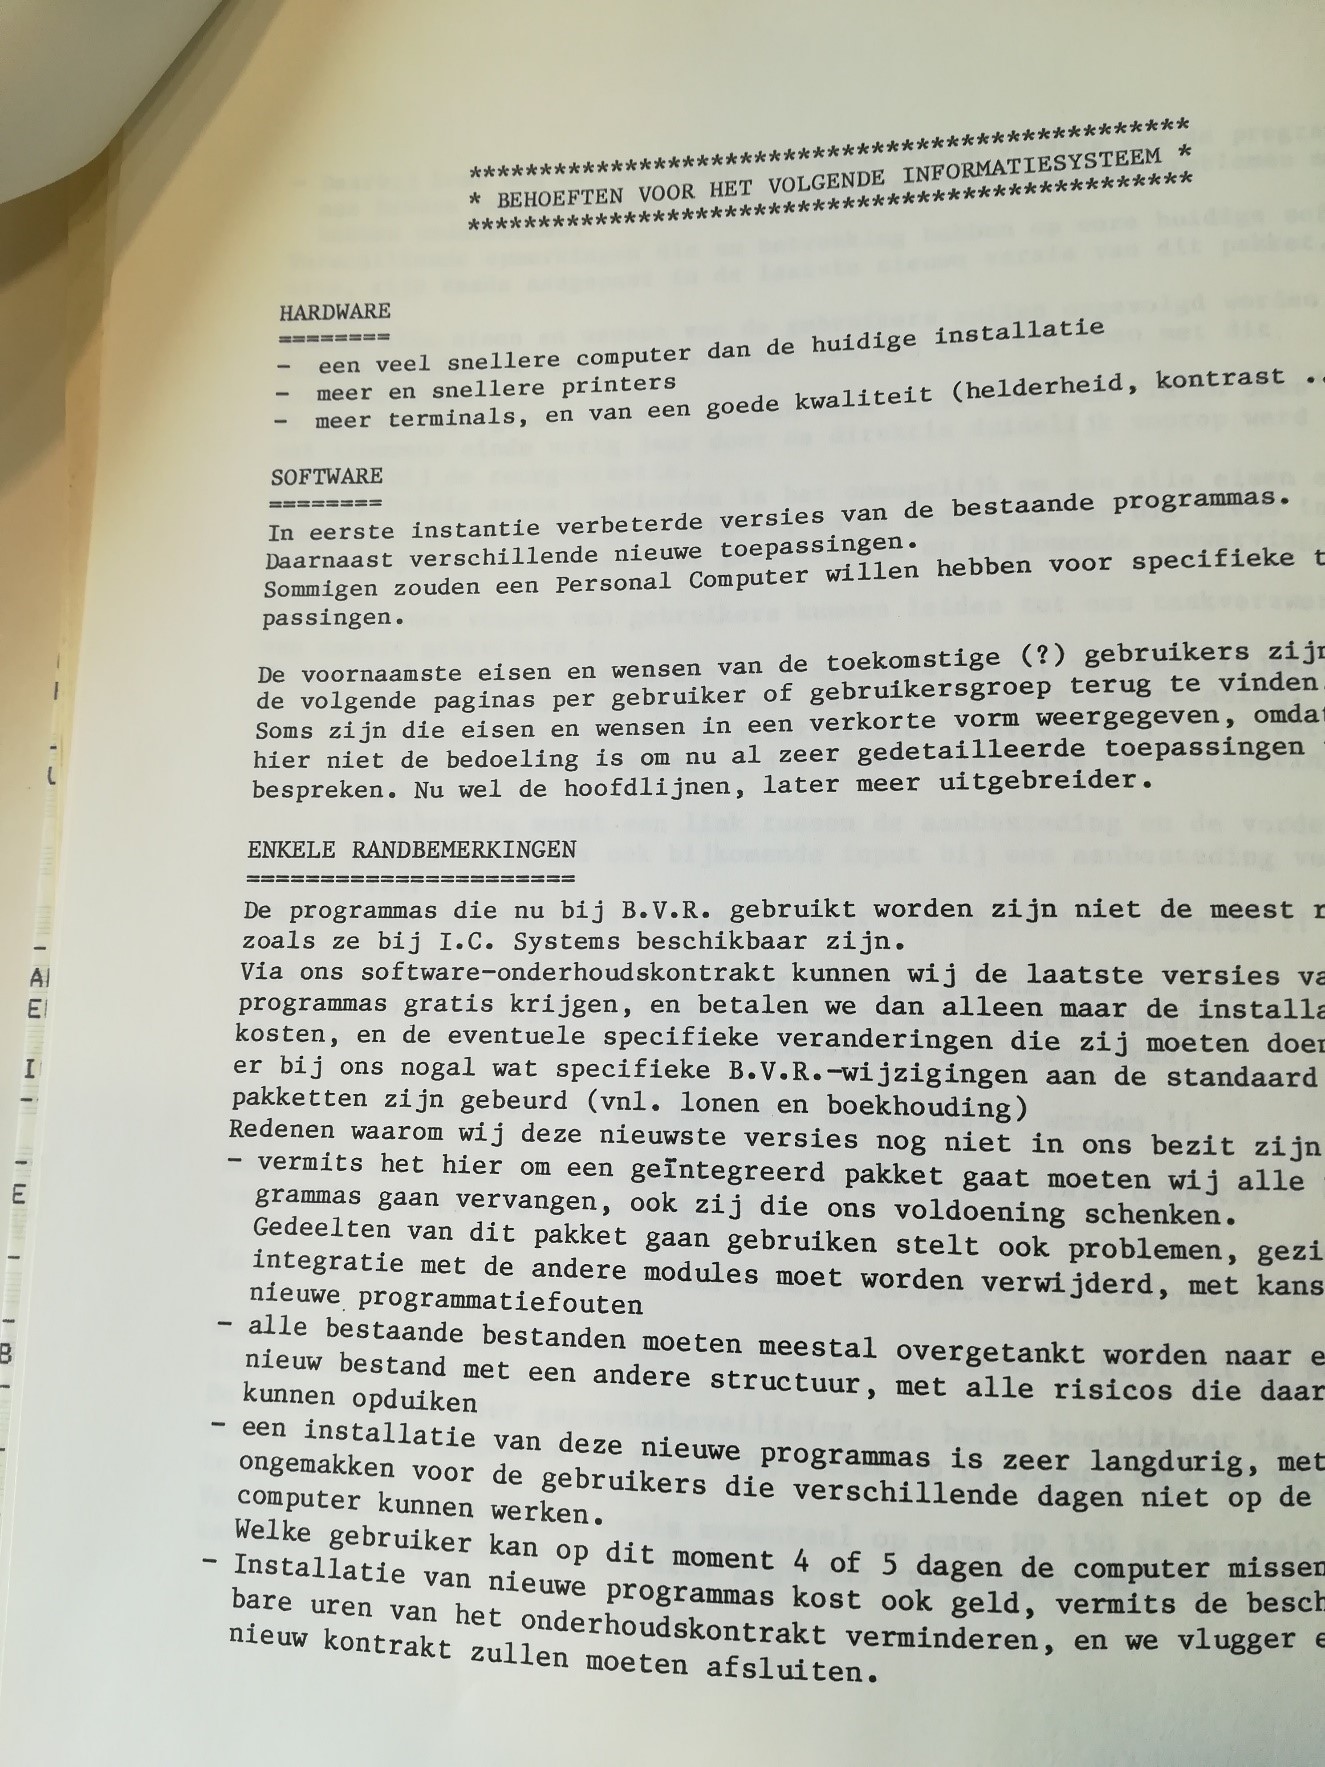 **************************************************
* BEHOEFTEN VOOR HET VOLGENDE INFORMATIESYSTEEM *
**************************************************
HARDWARE
========
- een veel snellere computer dan de huidige installatie
- meer en snellere printers
- meer terminals, en van een goede kwaliteit (helderheid, kontrast ..
SOFTWARE
========
In eerste instantie verbeterde versies van de bestaande programmas.
Daarnaast verschillende nieuwe toepassingen.
Sommigen zouden een Personal Computer willen hebben voor specifieke t
passingen.
De voornaamste eisen en wensen van de toekomstige (?) gebruikers zijn
de volgende paginas per gebruiker of gebruikersgroep terug te vinden.
Soms zijn die eisen en wensen in een verkorte vorm weergegeven, omdat
hier niet de bedoeling is om nu al zeer gedetailleerde toepassingen
bespreken. Nu wel de hoofdlijnen, later meer uitgebreider.
ENKELE RANDBEMERKINGEN
======================
De programmas die nu bij B.V.R. gebruikt worden zijn niet de meest r
zoals ze bij I.C. Systems beschikbaar zijn.
Via ons software-onderhoudskontrakt kunnen wij de laatste versies va
programmas gratis krijgen, en betalen we dan alleen maar de installa
kosten, en de eventuele specifieke veranderingen die zij moeten doen
er bij ons nogal wat specifieke B.V.R.-wijzigingen aan de standaard
pakketten zijn gebeurd (vnl. lonen en boekhouding)
Redenen waarom wij deze nieuwste versies nog niet in ons bezit zijn
- vermits het hier om een geïntegreerd pakket gaat moeten wij alle
grammas gaan vervangen, ook zij die ons voldoening schenken.
Gedeelten van dit pakket gaan gebruiken stelt ook problemen, gezi
integratie met de andere modules moet worden verwijderd, met kans
nieuwe programmatiefouten
- alle bestaande bestanden moeten meestal overgetankt worden naar e
nieuw bestand met een andere structuur, met alle risicos die daar
kunnen opduiken
- een installatie van deze nieuwe programmas is zeer langdurig, met
ongemakken voor de gebruikers die verschillende dagen niet op de
computer kunnen werken.
Welke gebruiker kan op dit moment 4 of 5 dagen de computer missen
- Installatie van nieuwe programmas kost ook geld, vermits de besch
bare uren van het onderhoudskontrakt verminderen, en we vlugger e
nieuw kontrakt zullen moeten afsluiten.